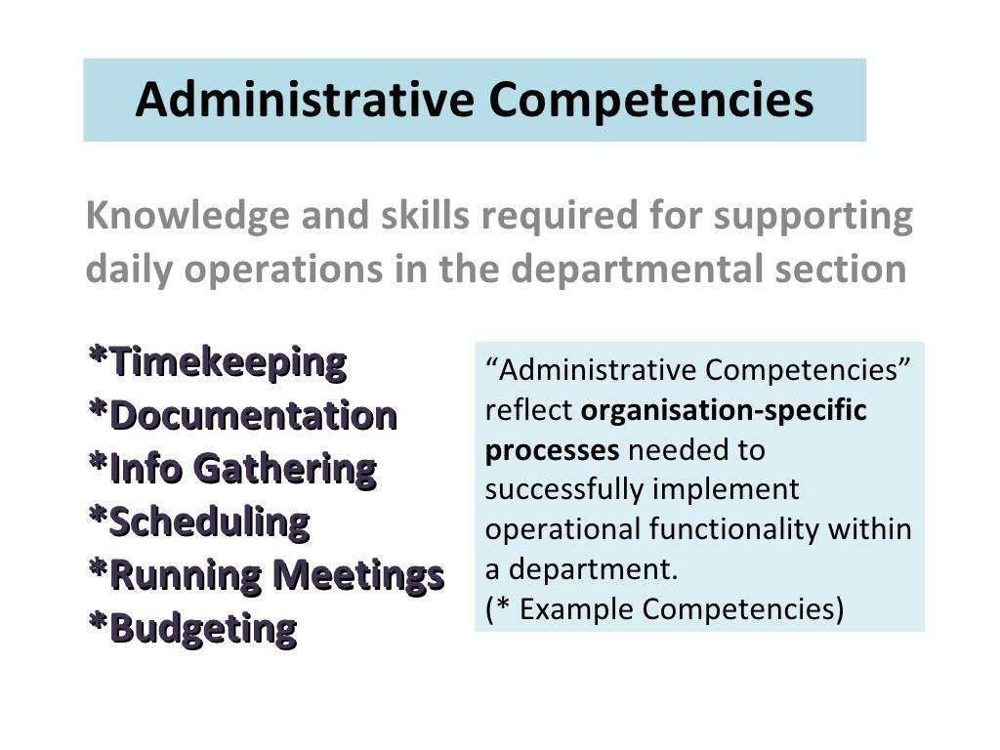 Administrative Competencies
Knowledge and skills required for supporting
daily operations in the departmental section
*Timekeeping
*Documentation
*Info Gathering
*Scheduling
*Running Meetings
*Budgeting
“Administrative Competencies”
reflect organisation-specific
processes needed to
successfully implement
operational functionality within
a department.
(* Example Competencies)